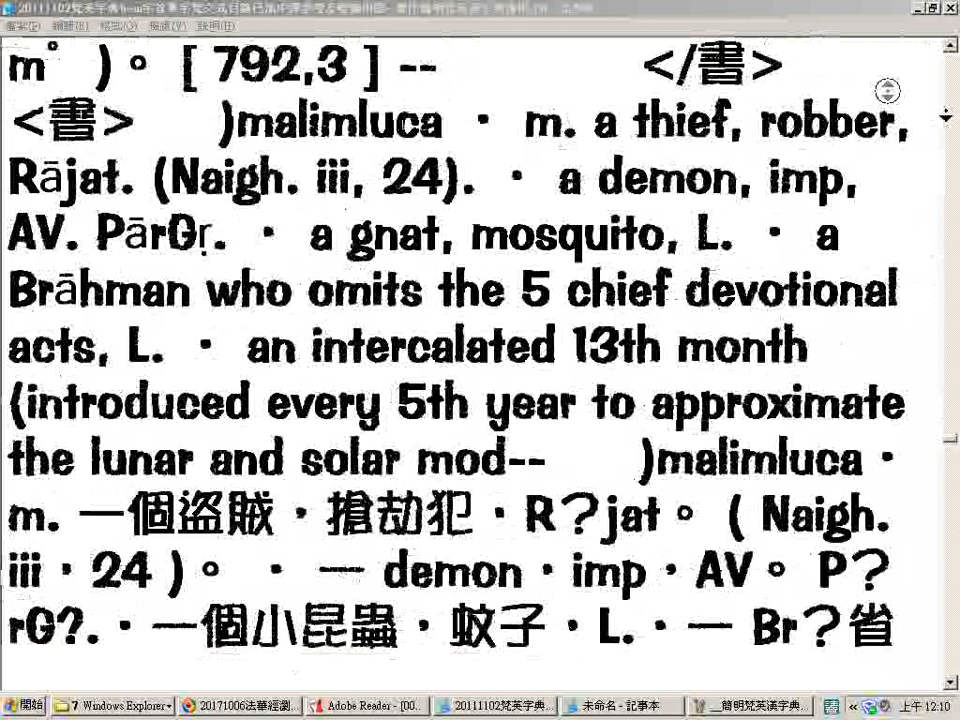 m° )。 [ 792,3 ] -- </書>
<書> )malimluca ‧ m. a thief, robber,
Rājat. (Naigh. iii, 24). ‧ a demon, imp,
AV. PārGṛ. ‧ a gnat, mosquito, L. ‧ a
Brāhman who omits the 5 chief devotional
acts, L. ‧ an intercalated 13th month
(introduced every 5th year to approximate
the lunar and solar mod-- )malimluca ‧
m. 一個盜賊，搶劫犯，R？jat。 ( Naigh.
iii，24 )。 ‧ 一 demon，imp，AV。 P？
rG?.‧一個小昆蟲，蚊子，L.‧一 Br？省
開始 7 Windows Explorer 20171006法華經瀏... Adobe Reader - [00... 20111102梵英字典... 未命名 - 記事本 __簡明梵英漢字典... 上午 12:10